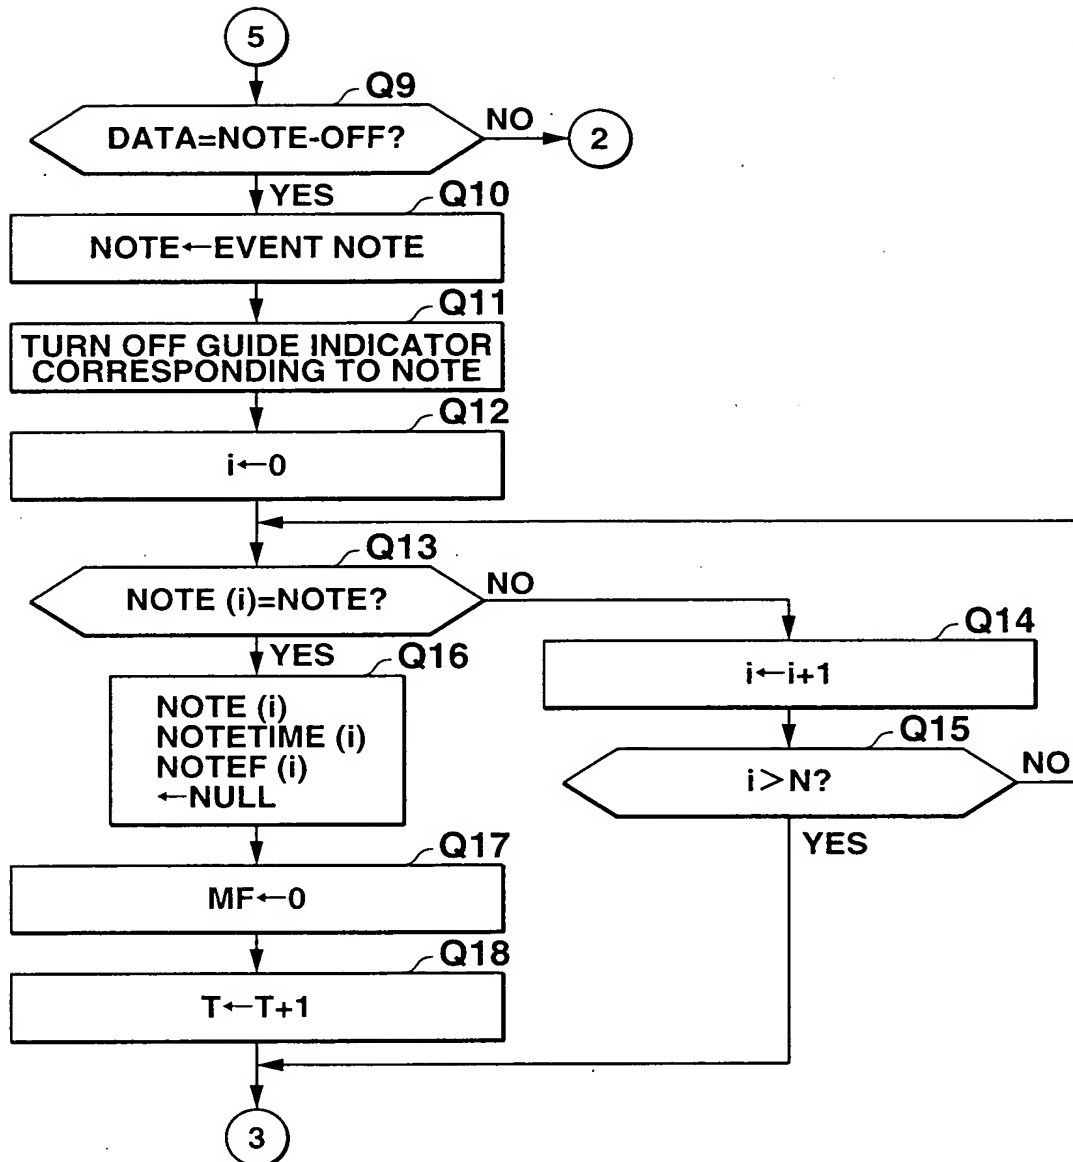 5
Q9
DATA=NOTE-OFF?
NO
2
YES
Q10
NOTE←EVENT NOTE
Q11
TURN OFF GUIDE INDICATOR
CORRESPONDING TO NOTE
Q12
i←0
Q13
NOTE (i)=NOTE?
NO
YES
Q14
i←i+1
Q15
i>N?
NO
YES
Q16
NOTE (i)
NOTETIME (i)
NOTEF (i)
←NULL
Q17
MF←0
Q18
T←T+1
3